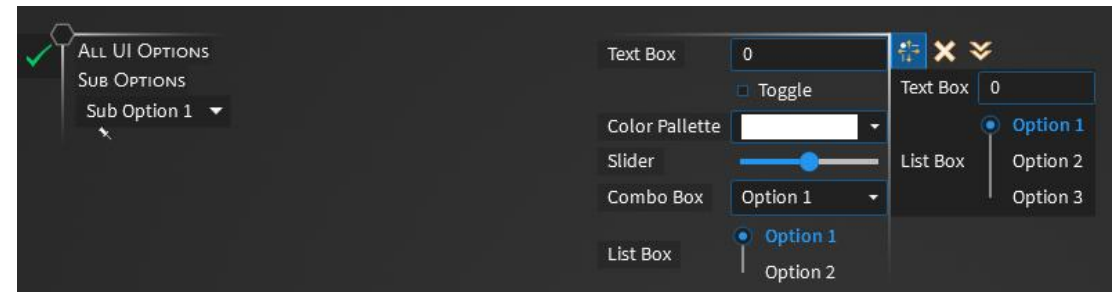 ALL UI OPTIONS
SUB OPTIONS
Sub Option 1
Text Box 0
Toggle
Color Pallette
Slider
Combo Box Option 1
List Box Option 1
Option 2
Text Box 0
List Box Option 1
Option 2
Option 3